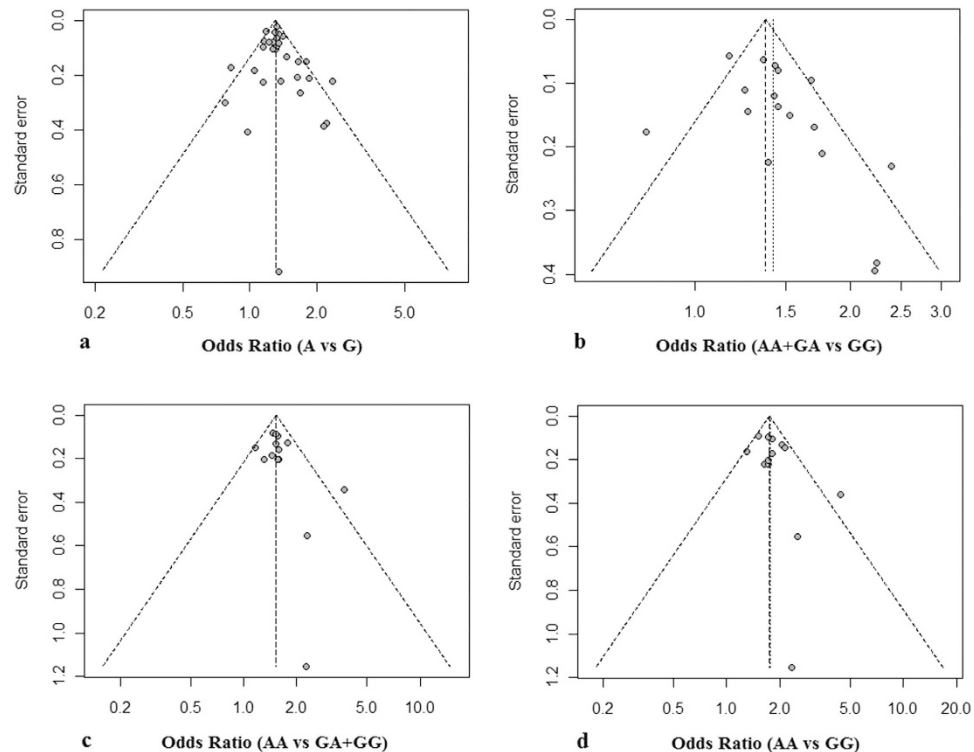 0.0
0.2
0.4
0.6
0.8
Standard error
0.2 0.5 1.0 2.0 5.0
a Odds Ratio (A vs G)
0.0
0.1
0.2
0.3
0.4
Standard error
1.0 1.5 2.0 2.5 3.0
b Odds Ratio (AA+GA vs GG)
0.0
0.2
0.4
0.6
0.8
1.0
1.2
Standard error
0.2 0.5 1.0 2.0 5.0 10.0
c Odds Ratio (AA vs GA+GG)
0.0
0.2
0.4
0.6
0.8
1.0
1.2
Standard error
0.2 0.5 1.0 2.0 5.0 10.0 20.0
d Odds Ratio (AA vs GG)